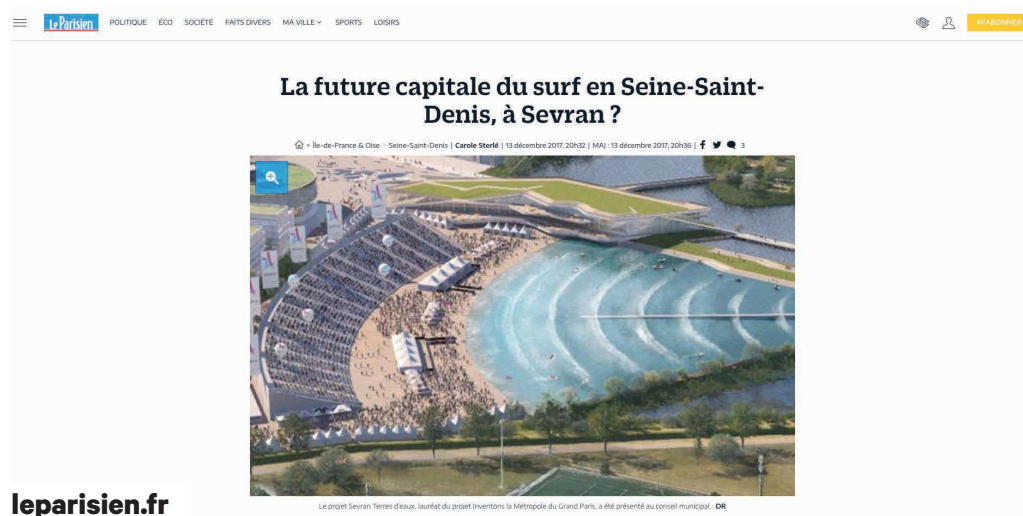 Le Parisien POLITIQUE ÉCO SOCIÉTÉ FAITS DIVERS MA VILLE SPORTS LOISIRS M'ABONNER
La future capitale du surf en Seine-Saint-
Denis, à Sevran ?
> Île-de-France & Oise > Seine-Saint-Denis | Carole Sterlé | 13 décembre 2017, 20h32 | MAJ : 13 décembre 2017, 20h36 | 3
Le projet Sevran Terres d'eaux, lauréat du projet Inventons la Métropole du Grand Paris, a été présenté au conseil municipal. DR
leparisien.fr